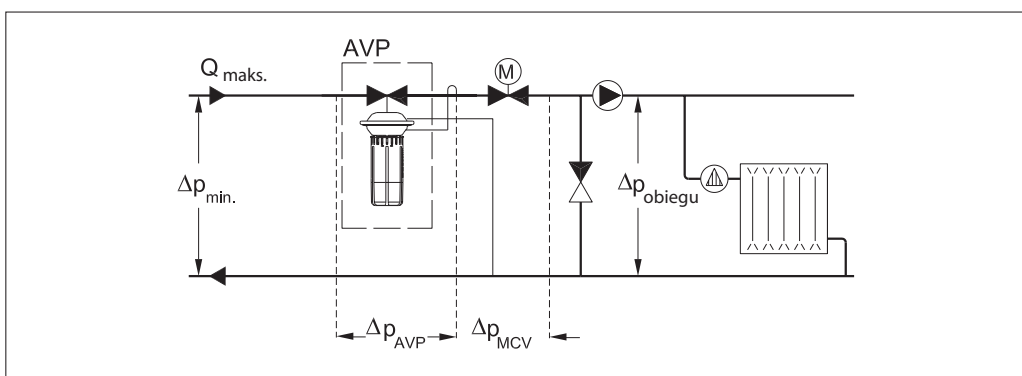 AVP
Q maks.
M
Δp min.
Δp obiegu
Δp AVP
Δp MCV